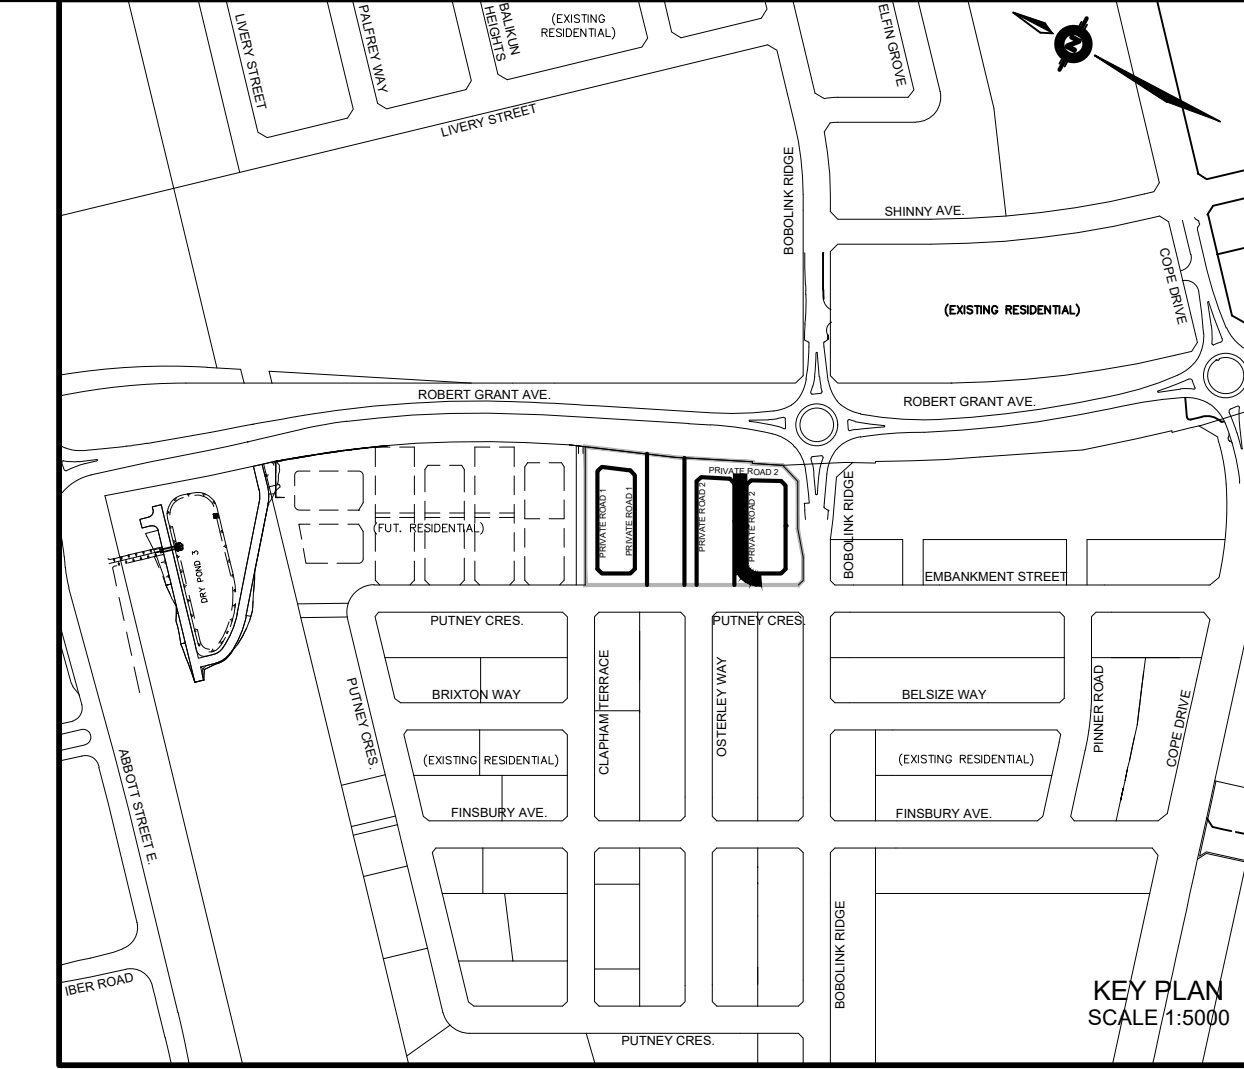 LIVERY STREET
PALFREY WAY
BALIKUN
HEIGHTS
(EXISTING
RESIDENTIAL)
ELFIN GROVE
N
LIVERY STREET
BOBOLINK RIDGE
SHINNY AVE.
COPE DRIVE
(EXISTING RESIDENTIAL)
ROBERT GRANT AVE.
ROBERT GRANT AVE.
PRIVATE ROAD 2
PRIVATE ROAD 1
PRIVATE ROAD 1
PRIVATE ROAD 2
PRIVATE ROAD 2
(FUT. RESIDENTIAL)
BOBOLINK RIDGE
DRY POND 3
EMBANKMENT STREET
PUTNEY CRES.
PUTNEY CRES.
PUTNEY CRES.
BRIXTON WAY
CLAPHAM TERRACE
OSTERLEY WAY
BELSIZE WAY
PINNER ROAD
COPE DRIVE
(EXISTING RESIDENTIAL)
(EXISTING RESIDENTIAL)
ABBOTT STREET E.
FINSBURY AVE.
FINSBURY AVE.
BOBOLINK RIDGE
IBER ROAD
PUTNEY CRES.
KEY PLAN
SCALE 1:5000